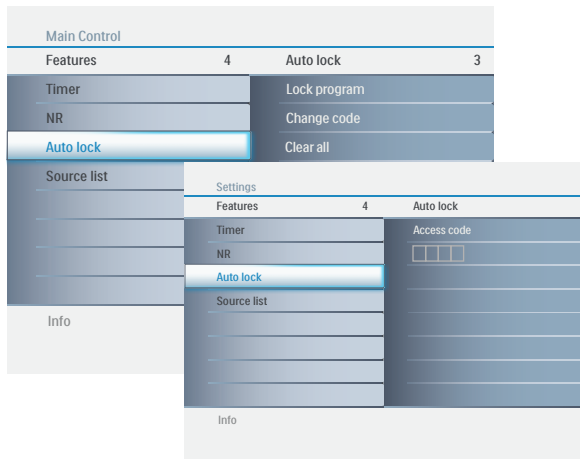 Main Control
Features 4 Auto lock 3
Timer Lock program
NR Change code
Auto lock Clear all
Source list
Info
Settings
Features 4 Auto lock
Timer Access code
NR
Auto lock
Source list
Info